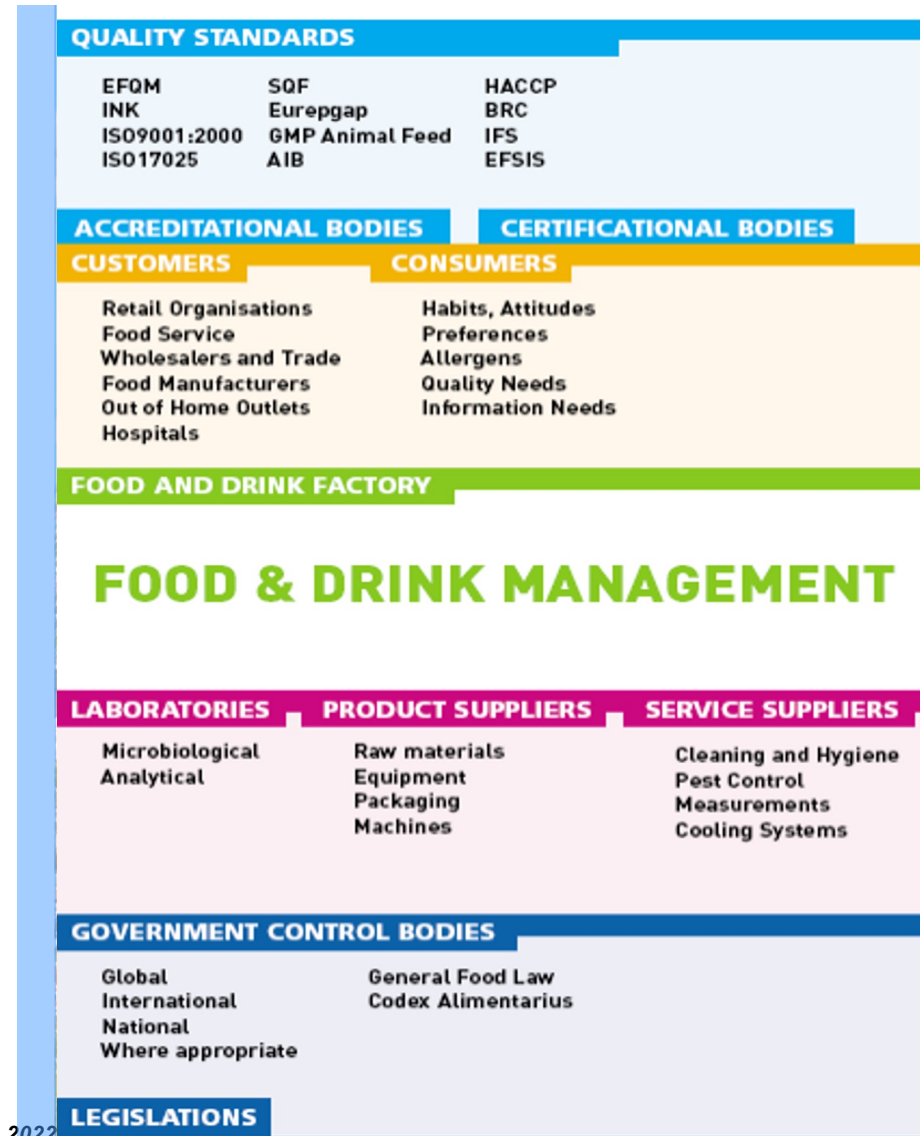 QUALITY STANDARDS
EFQM SQF HACCP
INK Eurepgap BRC
ISO9001:2000 GMP Animal Feed IFS
ISO17025 AIB EFSIS
ACCREDITATIONAL BODIES CERTIFICATIONAL BODIES
CUSTOMERS CONSUMERS
Retail Organisations Habits, Attitudes
Food Service Preferences
Wholesalers and Trade Allergens
Food Manufacturers Quality Needs
Out of Home Outlets Information Needs
Hospitals
FOOD AND DRINK FACTORY
FOOD & DRINK MANAGEMENT
LABORATORIES PRODUCT SUPPLIERS SERVICE SUPPLIERS
Microbiological Raw materials Cleaning and Hygiene
Analytical Equipment Pest Control
Packaging Measurements
Machines Cooling Systems
GOVERNMENT CONTROL BODIES
Global General Food Law
International Codex Alimentarius
National
Where appropriate
LEGISLATIONS
2022